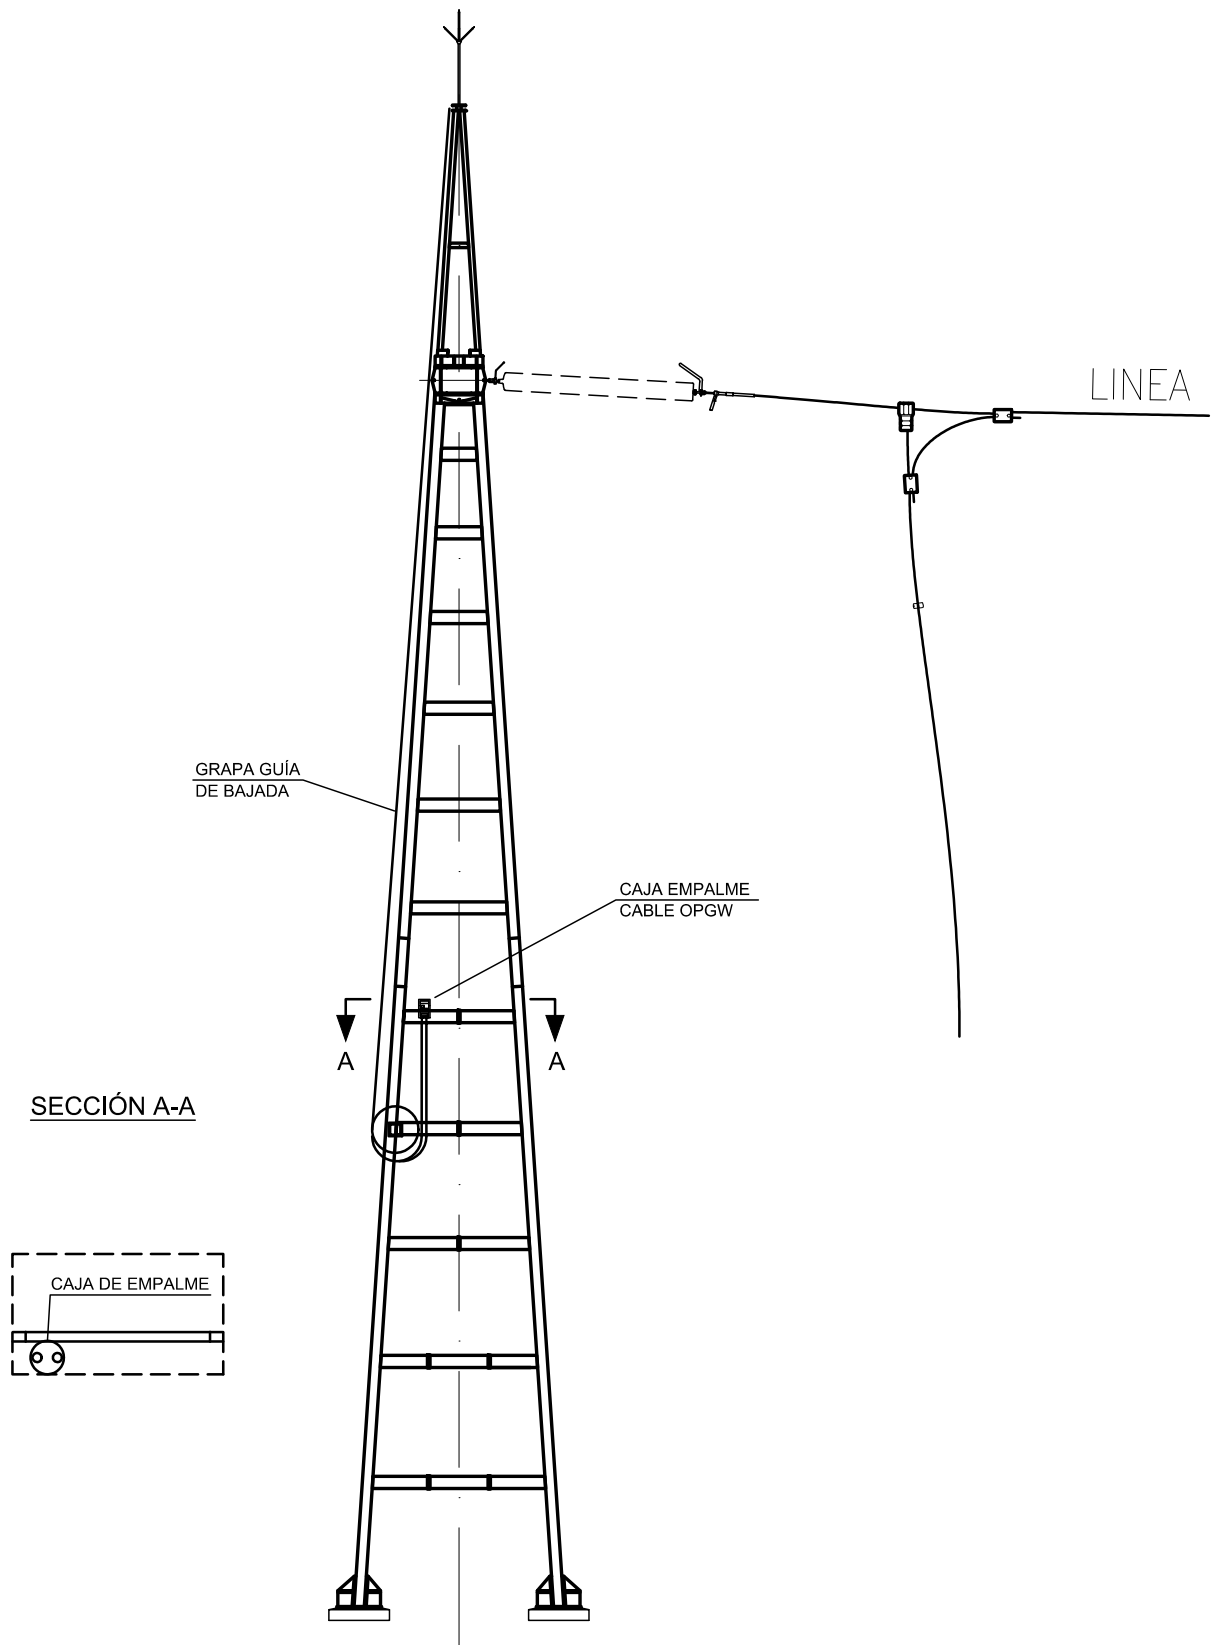 LINEA
GRAPA GUÍA
DE BAJADA
CAJA EMPALME
CABLE OPGW
A
A
SECCIÓN A-A
CAJA DE EMPALME